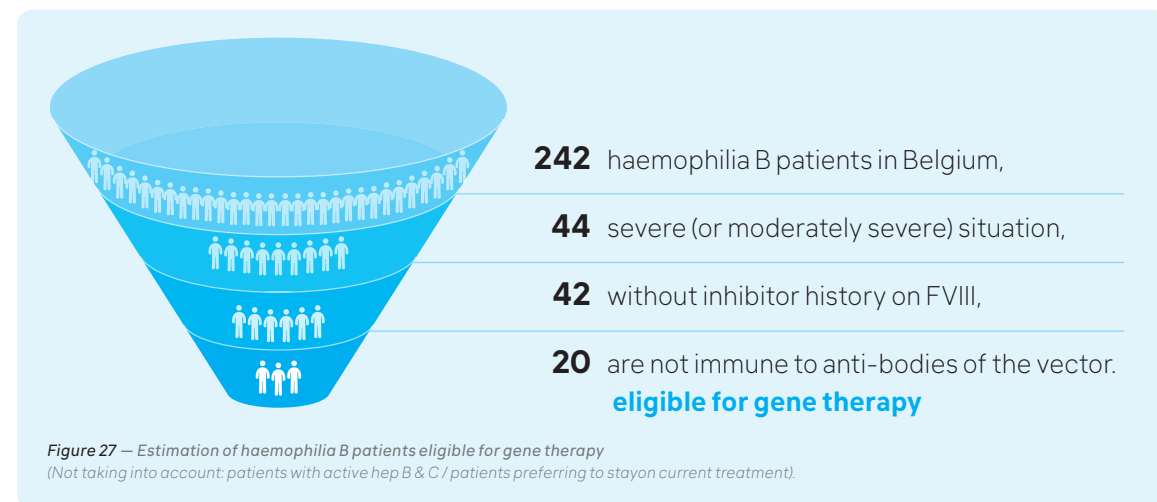 242 haemophilia B patients in Belgium,
44 severe (or moderately severe) situation,
42 without inhibitor history on FVIII,
20 are not immune to anti-bodies of the vector.
eligible for gene therapy
Figure 27 — Estimation of haemophilia B patients eligible for gene therapy
(Not taking into account: patients with active hep B & C / patients preferring to stayon current treatment).